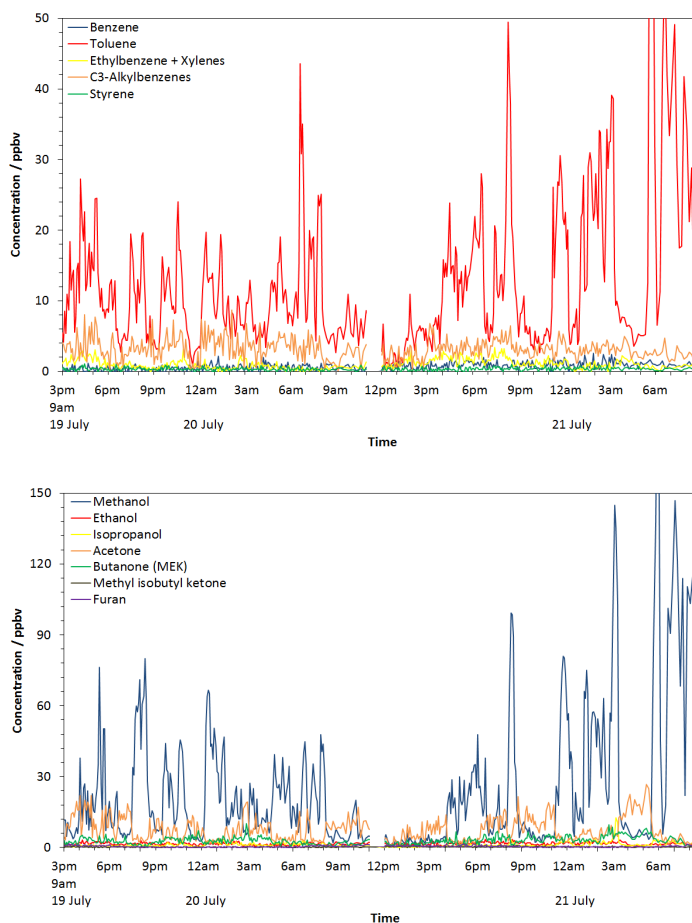 50
40
30
20
10
0
Concentration / ppbv
Benzene
Toluene
Ethylbenzene + Xylenes
C3-Alkylbenzenes
Styrene
3pm 6pm 9pm 12am 3am 6am 9am 12pm 3pm 6pm 9pm 12am 3am 6am
9am
19 July 20 July 21 July
Time
150
120
90
60
30
0
Concentration / ppbv
Methanol
Ethanol
Isopropanol
Acetone
Butanone (MEK)
Methyl isobutyl ketone
Furan
3pm 6pm 9pm 12am 3am 6am 9am 12pm 3pm 6pm 9pm 12am 3am 6am
9am
19 July 20 July 21 July
Time